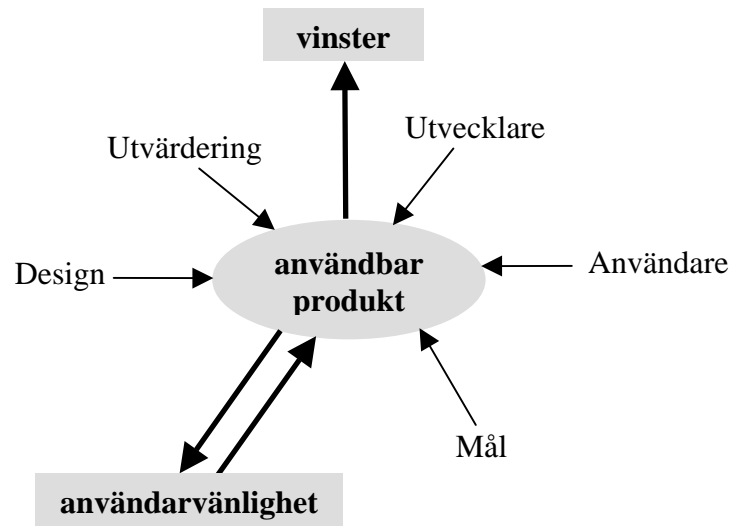 vinster
Utvecklare
Utvärdering
användbar
produkt
Användare
Design
Mål
användarvänlighet